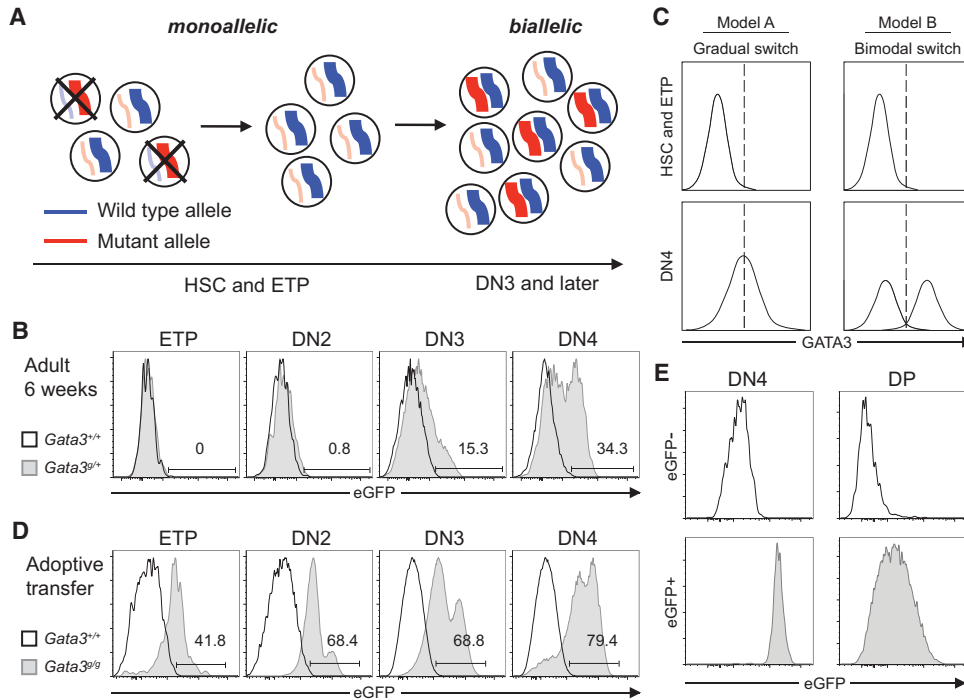 A
monoallelic
biallelic
Wild type allele
Mutant allele
HSC and ETP
DN3 and later
B
Adult
6 weeks
Gata3+/+
Gata3g/+
ETP
DN2
DN3
DN4
0
0.8
15.3
34.3
eGFP
C
Model A
Model B
Gradual switch
Bimodal switch
HSC and ETP
DN4
GATA3
D
Adoptive
transfer
Gata3+/+
Gata3g/g
ETP
DN2
DN3
DN4
41.8
68.4
68.8
79.4
eGFP
E
DN4
DP
eGFP-
eGFP+
eGFP